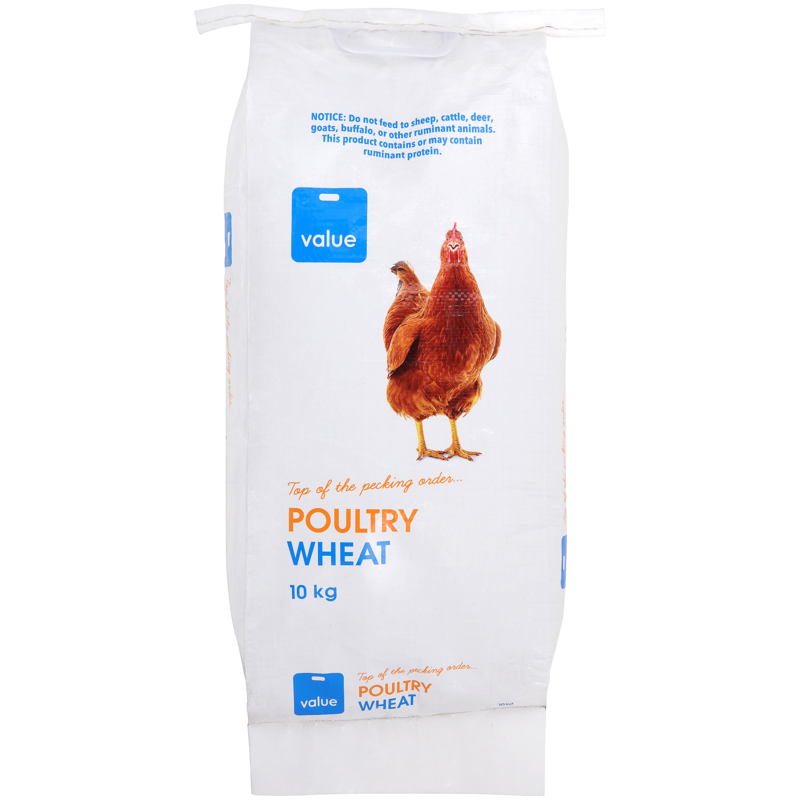 NOTICE: Do not feed to sheep, cattle, deer,
goats, buffalo, or other ruminant animals.
This product contains or may contain
ruminant protein.
value
Top of the pecking order...
POULTRY
WHEAT
10 kg
value
Top of the pecking order...
POULTRY
WHEAT